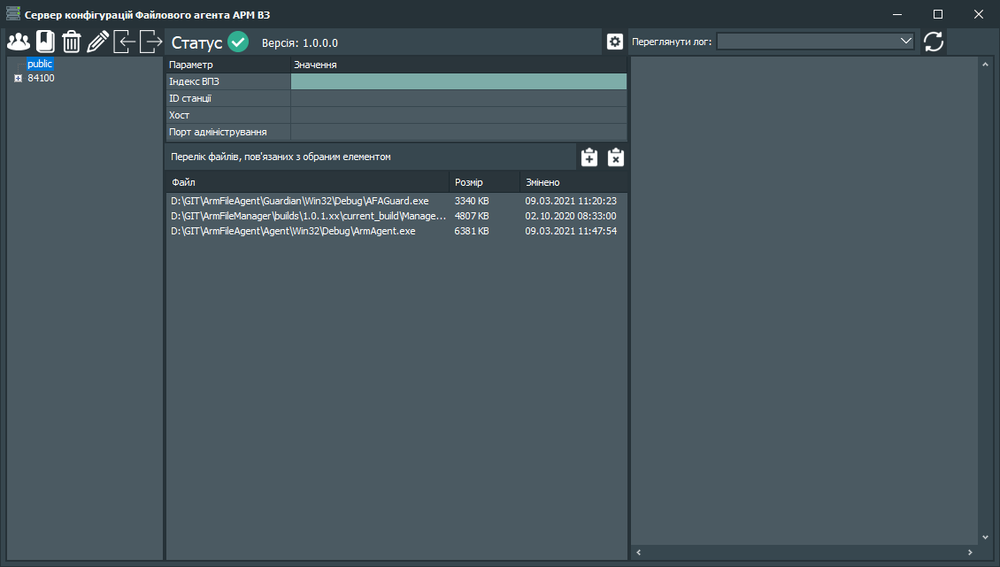 Сервер конфігурацій Файлового агента АРМ ВЗ
Статус Версія: 1.0.0.0
Переглянути лог:
public
84100
Параметр Значення
Індекс ВПЗ
ID станції
Хост
Порт адміністрування
Перелік файлів, пов'язаних з обраним елементом
Файл Розмір Змінено
D:\GIT\ArmFileAgent\Guardian\Win32\Debug\AFAGuard.exe 3340 KB 09.03.2021 11:20:23
D:\GIT\ArmFileManager\builds\1.0.1.xx\current_build\Manage... 4807 KB 02.10.2020 08:33:00
D:\GIT\ArmFileAgent\Agent\Win32\Debug\ArmAgent.exe 6381 KB 09.03.2021 11:47:54